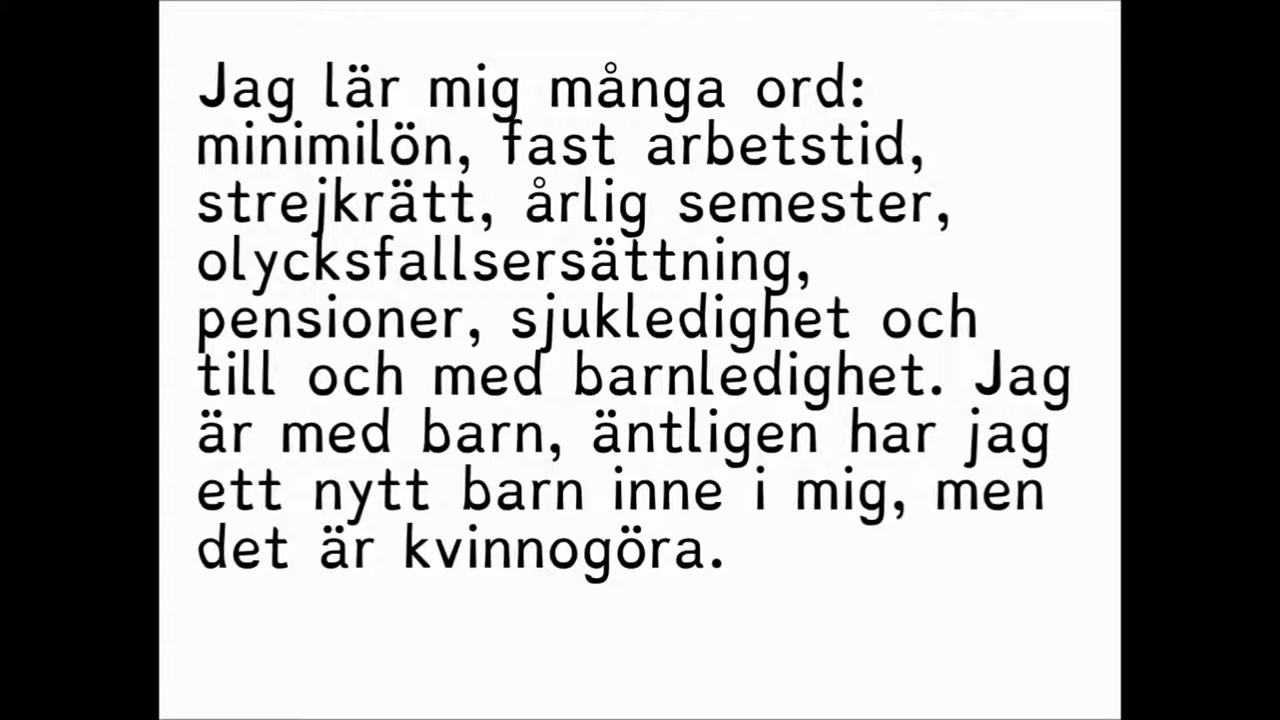 Jag lär mig många ord:
minimilön, fast arbetstid,
strejkrätt, årlig semester,
olycksfallsersättning,
pensioner, sjukledighet och
till och med barnledighet. Jag
är med barn, äntligen har jag
ett nytt barn inne i mig, men
det är kvinnogöra.